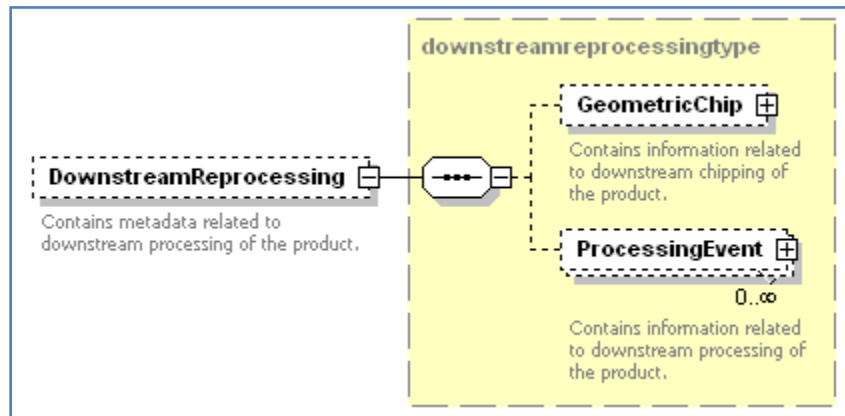 downstreamreprocessingtype
GeometricChip
Contains information related
to downstream chipping of
the product.
DownstreamReprocessing
Contains metadata related to
downstream processing of the product.
ProcessingEvent
0..∞
Contains information related
to downstream processing of
the product.